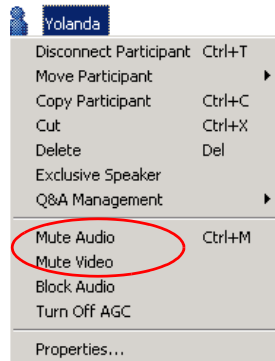 Yolanda
Disconnect Participant Ctrl+T
Move Participant
Copy Participant Ctrl+C
Cut Ctrl+X
Delete Del
Exclusive Speaker
Q&A Management
Mute Audio Ctrl+M
Mute Video
Block Audio
Turn Off AGC
Properties...